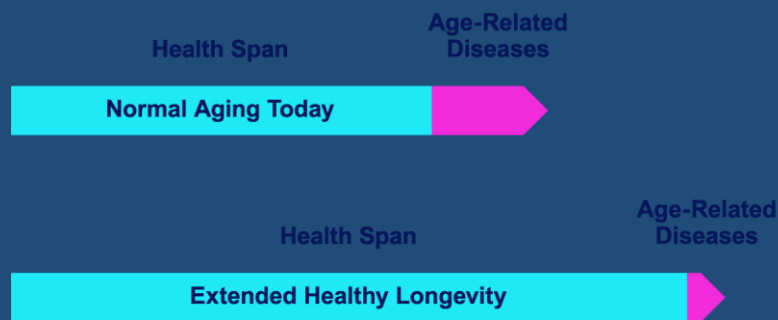 Age-Related
Diseases
Health Span
Normal Aging Today
Age-Related
Diseases
Health Span
Extended Healthy Longevity